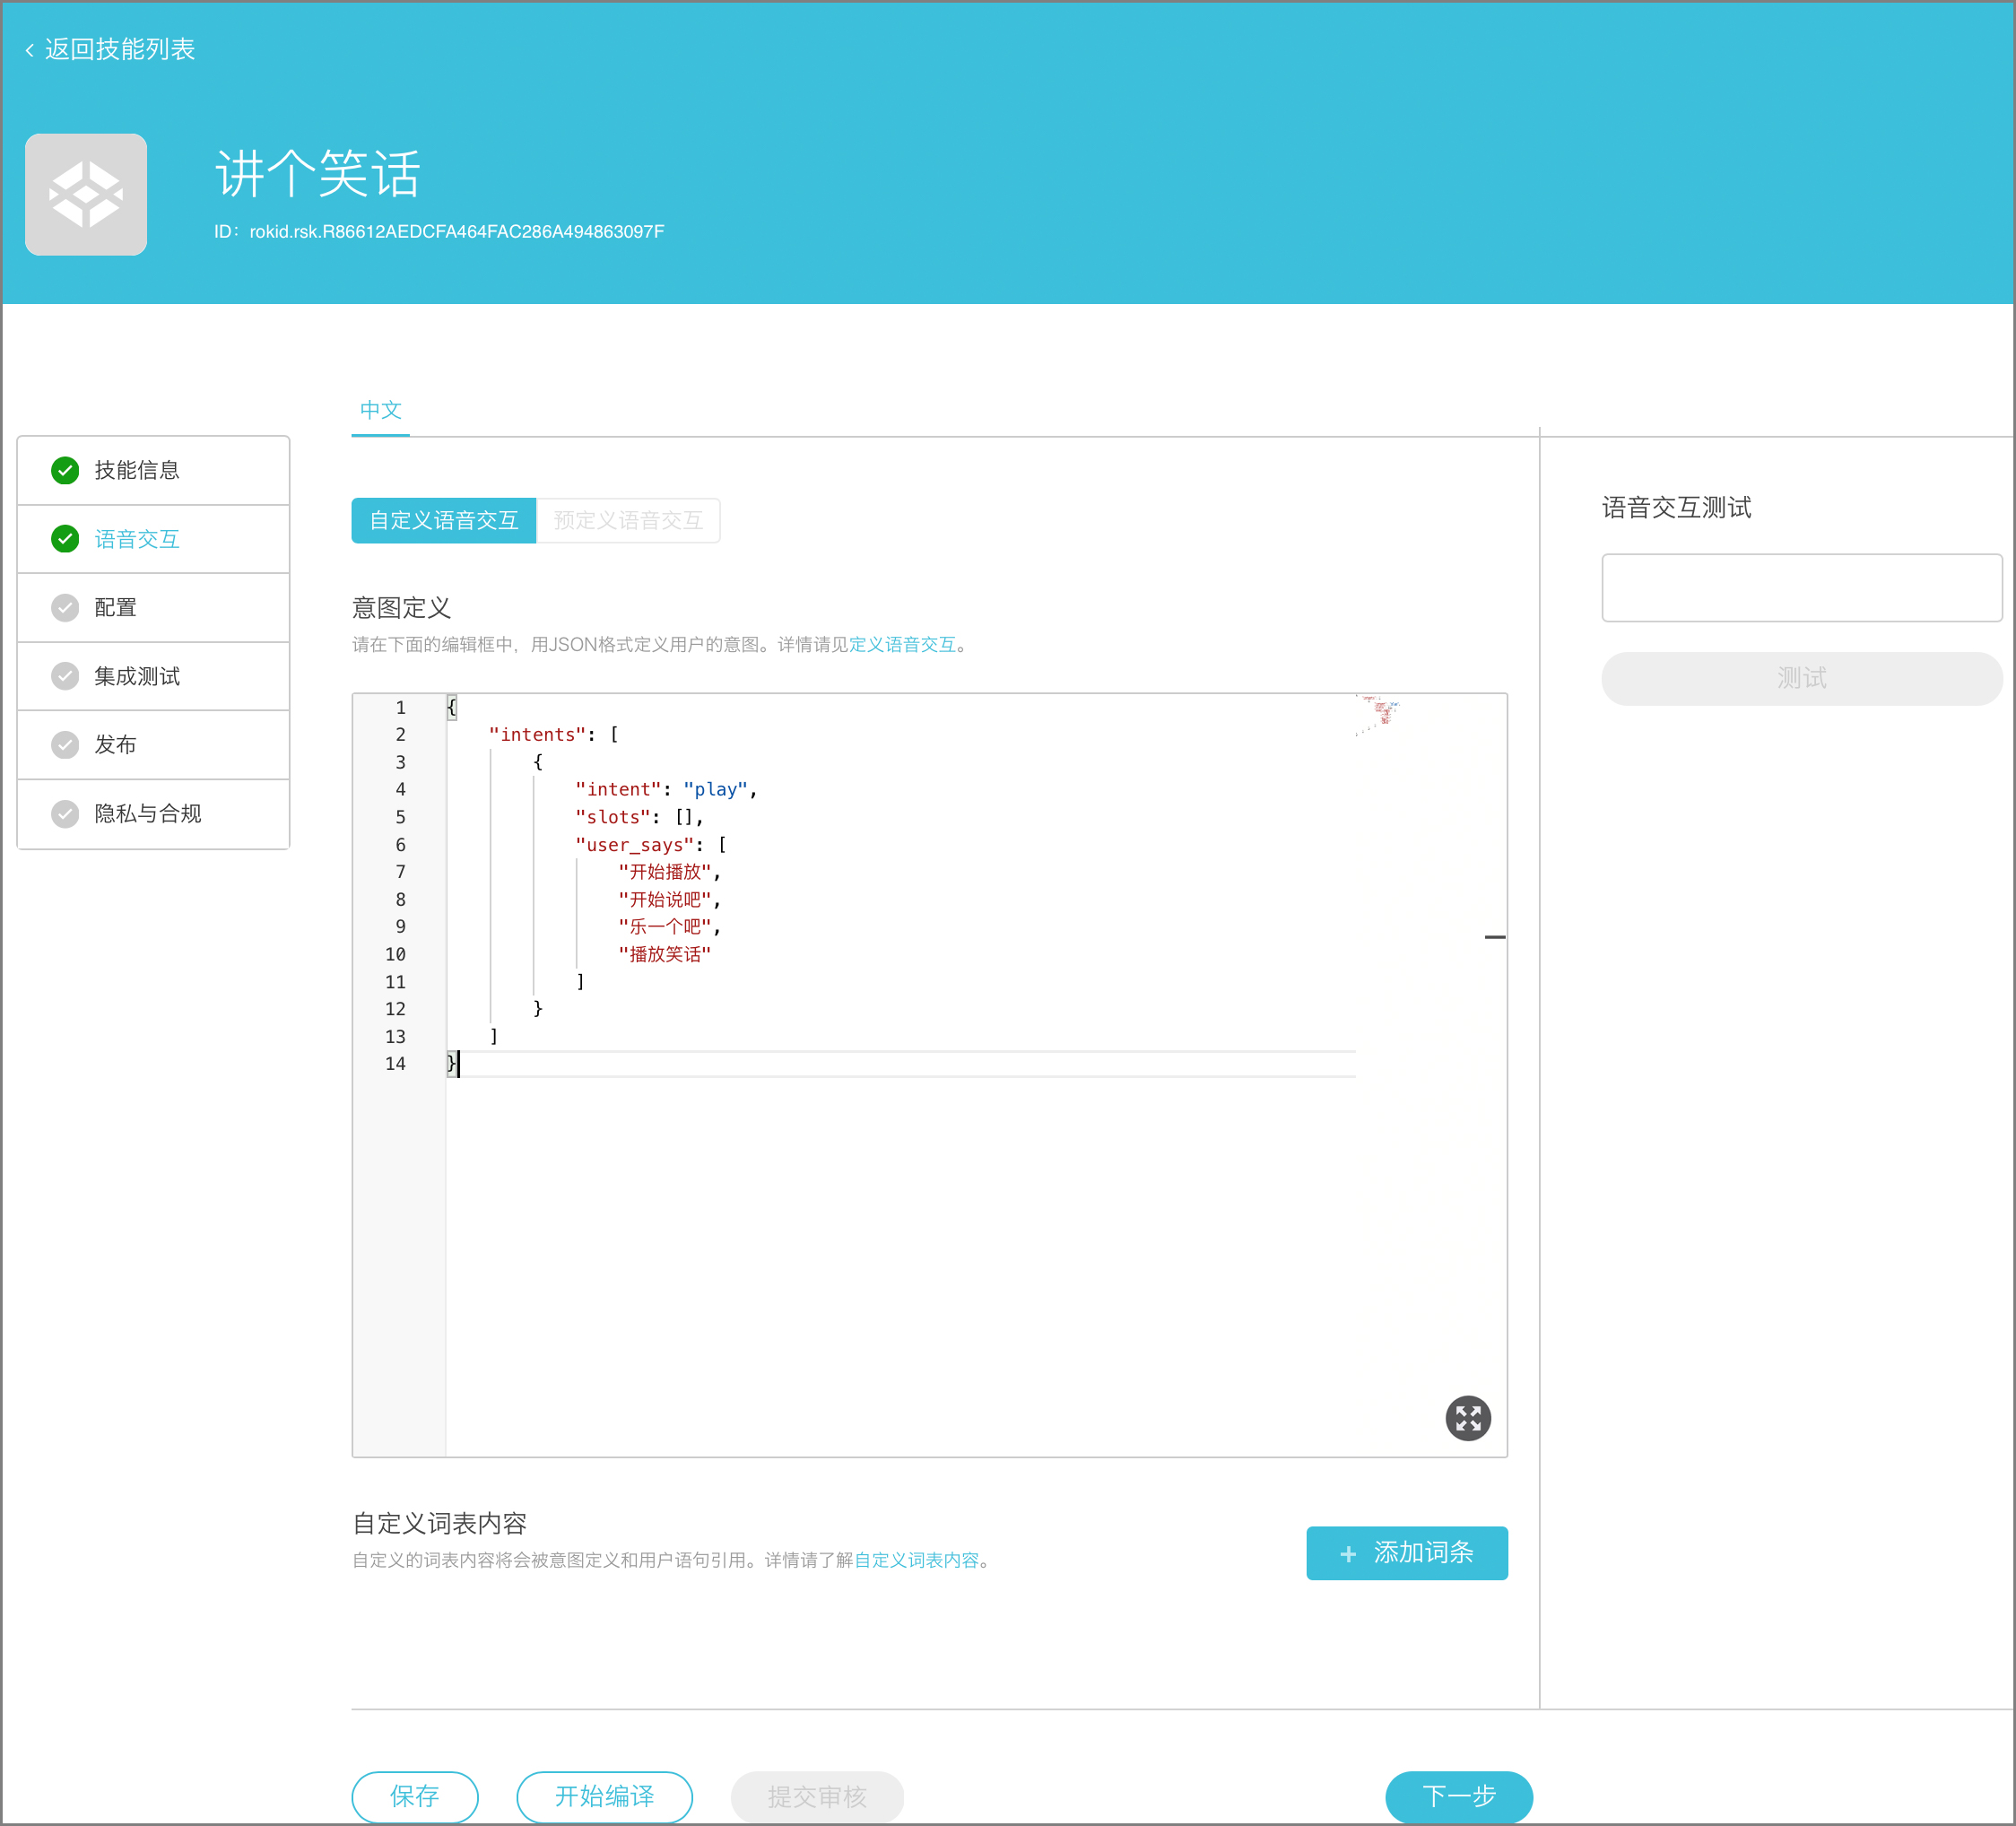 返回技能列表
讲个笑话
ID：rokid.rsk.R86612AEDCFA464FAC286A494863097F
中文
技能信息
语音交互
配置
集成测试
发布
隐私与合规
自定义语音交互 预定义语音交互
意图定义
请在下面的编辑框中，用JSON格式定义用户的意图。详情请见定义语音交互。
1 {
2 "intents": [
3 {
4 "intent": "play",
5 "slots": [],
6 "user_says": [
7 "开始播放",
8 "开始说吧",
9 "乐一个吧",
10 "播放笑话"
11 ]
12 }
13 ]
14 }
语音交互测试
测试
自定义词表内容
自定义的词表内容将会被意图定义和用户语句引用。详情请了解自定义词表内容。
+ 添加词条
保存 开始编译 提交审核 下一步